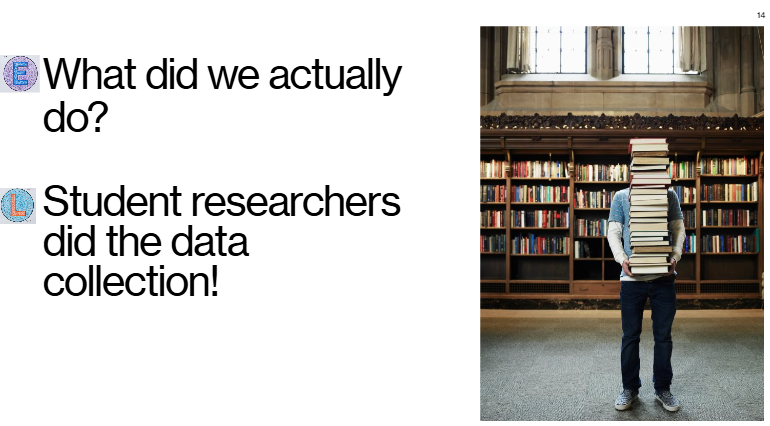 14
E
What did we actually
do?
L
Student researchers
did the data
collection!